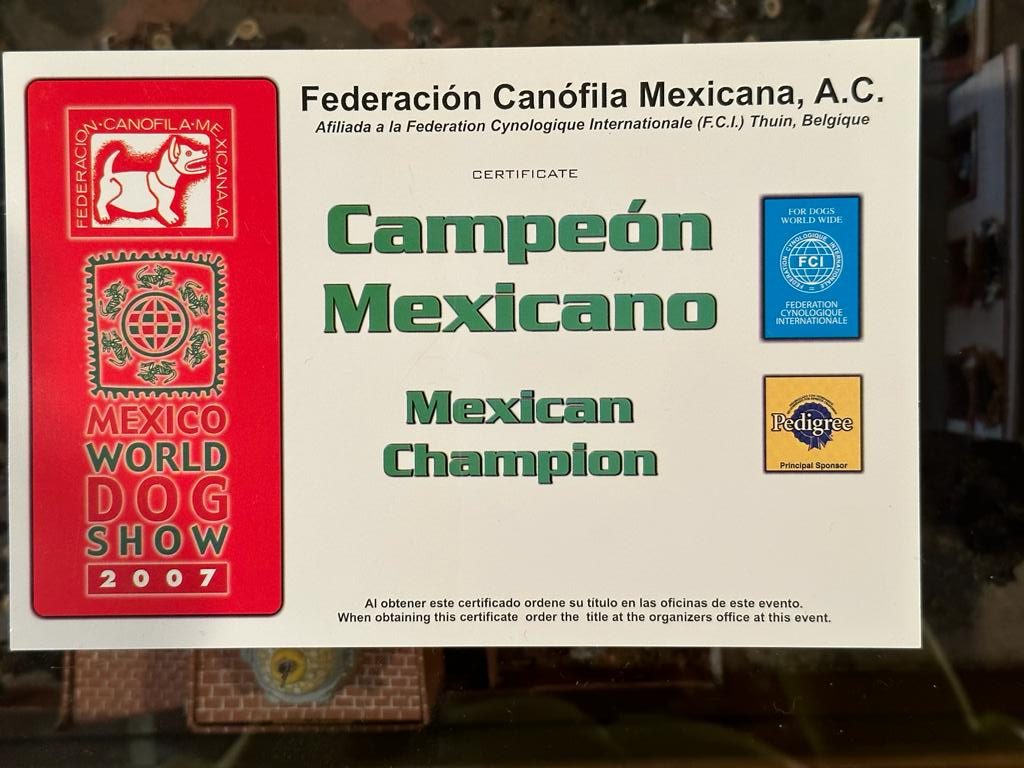 FEDERACION·CANOFILA·MEXICANA AC
MEXICO
WORLD
DOG
SHOW
2007
Federación Canófila Mexicana, A.C.
Afiliada a la Federation Cynologique Internationale (F.C.I.) Thuin, Belgique
CERTIFICATE
Campeón
Mexicano
Mexican
Champion
FOR DOGS
WORLD WIDE
FEDERATION CYNOLOGIQUE INTERNATIONALE
FCI
FEDERATION
CYNOLOGIQUE
INTERNATIONALE
Pedigree
Principal Sponsor
Al obtener este certificado ordene su título en las oficinas de este evento.
When obtaining this certificate order the title at the organizers office at this event.